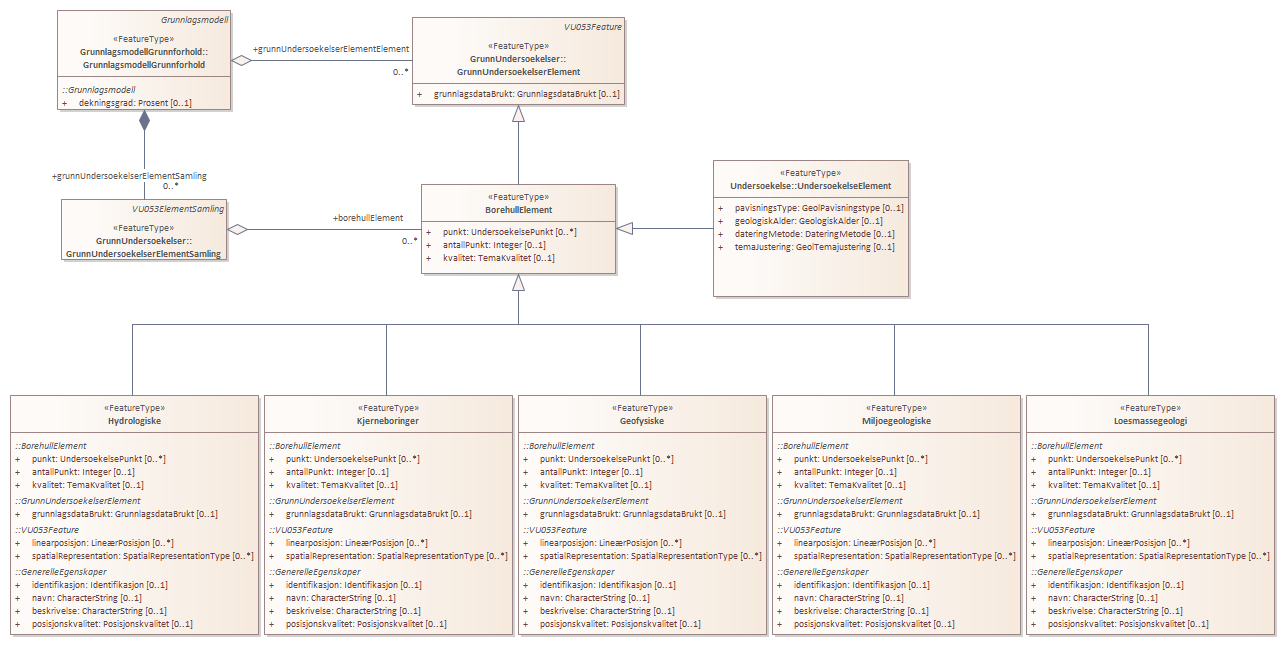 Grunnlagsmodell
«FeatureType»
GrunnlagsmodellGrunnforhold::
GrunnlagsmodellGrunnforhold
::Grunnlagsmodell
+ dekningsgrad: Prosent [0..1]
+grunnUndersoekelserElementElement
0..*
VU053Feature
«FeatureType»
GrunnUndersoekelser::
GrunnUndersoekelserElement
+ grunnlagsdataBrukt: GrunnlagsdataBrukt [0..1]
+grunnUndersoekelserElementSamling
0..*
VU053ElementSamling
«FeatureType»
GrunnUndersoekelser::
GrunnUndersoekelserElementSamling
+borehullElement
0..*
«FeatureType»
BorehullElement
+ punkt: UndersoekelsePunkt [0..*]
+ antallPunkt: Integer [0..1]
+ kvalitet: TemaKvalitet [0..1]
«FeatureType»
Undersoekelse::UndersoekelseElement
+ pavisningsType: GeolPavisningstype [0..1]
+ geologiskAlder: GeologiskAlder [0..1]
+ dateringMetode: DateringMetode [0..1]
+ temaJustering: GeolTemajustering [0..1]
«FeatureType»
Hydrologiske
::BorehullElement
+ punkt: UndersoekelsePunkt [0..*]
+ antallPunkt: Integer [0..1]
+ kvalitet: TemaKvalitet [0..1]
::GrunnUndersoekelserElement
+ grunnlagsdataBrukt: GrunnlagsdataBrukt [0..1]
::VU053Feature
+ linearposisjon: LineærPosisjon [0..*]
+ spatialRepresentation: SpatialRepresentationType [0..*]
::GenerelleEgenskaper
+ identifikasjon: Identifikasjon [0..1]
+ navn: CharacterString [0..1]
+ beskrivelse: CharacterString [0..1]
+ posisjonskvalitet: Posisjonskvalitet [0..1]
«FeatureType»
Kjerneboringer
::BorehullElement
+ punkt: UndersoekelsePunkt [0..*]
+ antallPunkt: Integer [0..1]
+ kvalitet: TemaKvalitet [0..1]
::GrunnUndersoekelserElement
+ grunnlagsdataBrukt: GrunnlagsdataBrukt [0..1]
::VU053Feature
+ linearposisjon: LineærPosisjon [0..*]
+ spatialRepresentation: SpatialRepresentationType [0..*]
::GenerelleEgenskaper
+ identifikasjon: Identifikasjon [0..1]
+ navn: CharacterString [0..1]
+ beskrivelse: CharacterString [0..1]
+ posisjonskvalitet: Posisjonskvalitet [0..1]
«FeatureType»
Geofysiske
::BorehullElement
+ punkt: UndersoekelsePunkt [0..*]
+ antallPunkt: Integer [0..1]
+ kvalitet: TemaKvalitet [0..1]
::GrunnUndersoekelserElement
+ grunnlagsdataBrukt: GrunnlagsdataBrukt [0..1]
::VU053Feature
+ linearposisjon: LineærPosisjon [0..*]
+ spatialRepresentation: SpatialRepresentationType [0..*]
::GenerelleEgenskaper
+ identifikasjon: Identifikasjon [0..1]
+ navn: CharacterString [0..1]
+ beskrivelse: CharacterString [0..1]
+ posisjonskvalitet: Posisjonskvalitet [0..1]
«FeatureType»
Miljoegeologiske
::BorehullElement
+ punkt: UndersoekelsePunkt [0..*]
+ antallPunkt: Integer [0..1]
+ kvalitet: TemaKvalitet [0..1]
::GrunnUndersoekelserElement
+ grunnlagsdataBrukt: GrunnlagsdataBrukt [0..1]
::VU053Feature
+ linearposisjon: LineærPosisjon [0..*]
+ spatialRepresentation: SpatialRepresentationType [0..*]
::GenerelleEgenskaper
+ identifikasjon: Identifikasjon [0..1]
+ navn: CharacterString [0..1]
+ beskrivelse: CharacterString [0..1]
+ posisjonskvalitet: Posisjonskvalitet [0..1]
«FeatureType»
Loesmassegeologi
::BorehullElement
+ punkt: UndersoekelsePunkt [0..*]
+ antallPunkt: Integer [0..1]
+ kvalitet: TemaKvalitet [0..1]
::GrunnUndersoekelserElement
+ grunnlagsdataBrukt: GrunnlagsdataBrukt [0..1]
::VU053Feature
+ linearposisjon: LineærPosisjon [0..*]
+ spatialRepresentation: SpatialRepresentationType [0..*]
::GenerelleEgenskaper
+ identifikasjon: Identifikasjon [0..1]
+ navn: CharacterString [0..1]
+ beskrivelse: CharacterString [0..1]
+ posisjonskvalitet: Posisjonskvalitet [0..1]